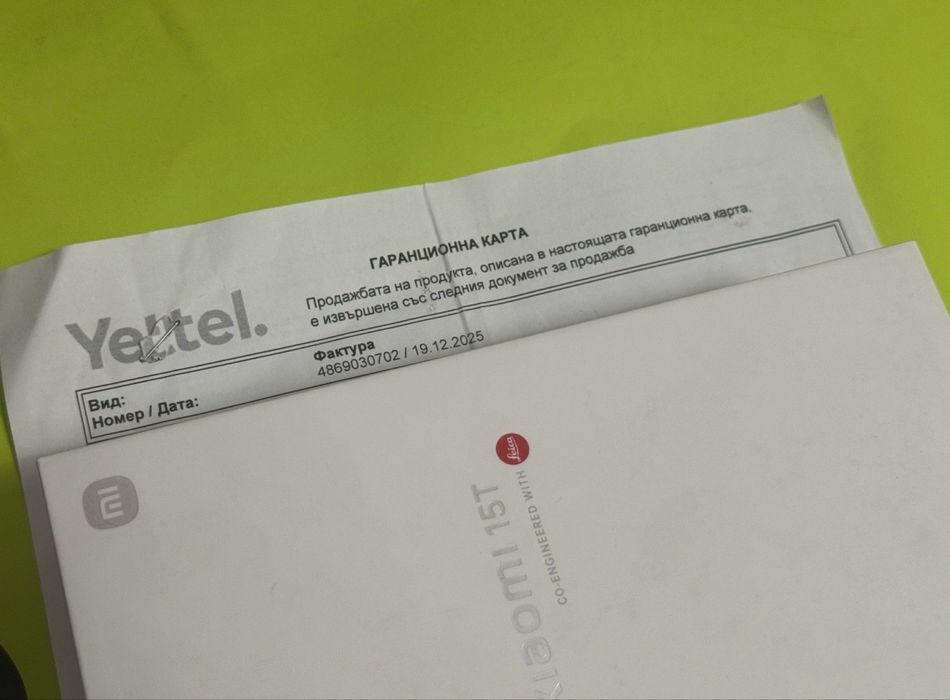 ГАРАНЦИОННА КАРТА
Продажбата на продукта, описана в настоящата гаранционна карта.
е извършена със следния документ за продажба
Yettel.
Вид:
Фактура
Номер / Дата:
4869030702 / 19.12.2025
mi
xiaomi 15T
CO-ENGINEERED WITH
Leica